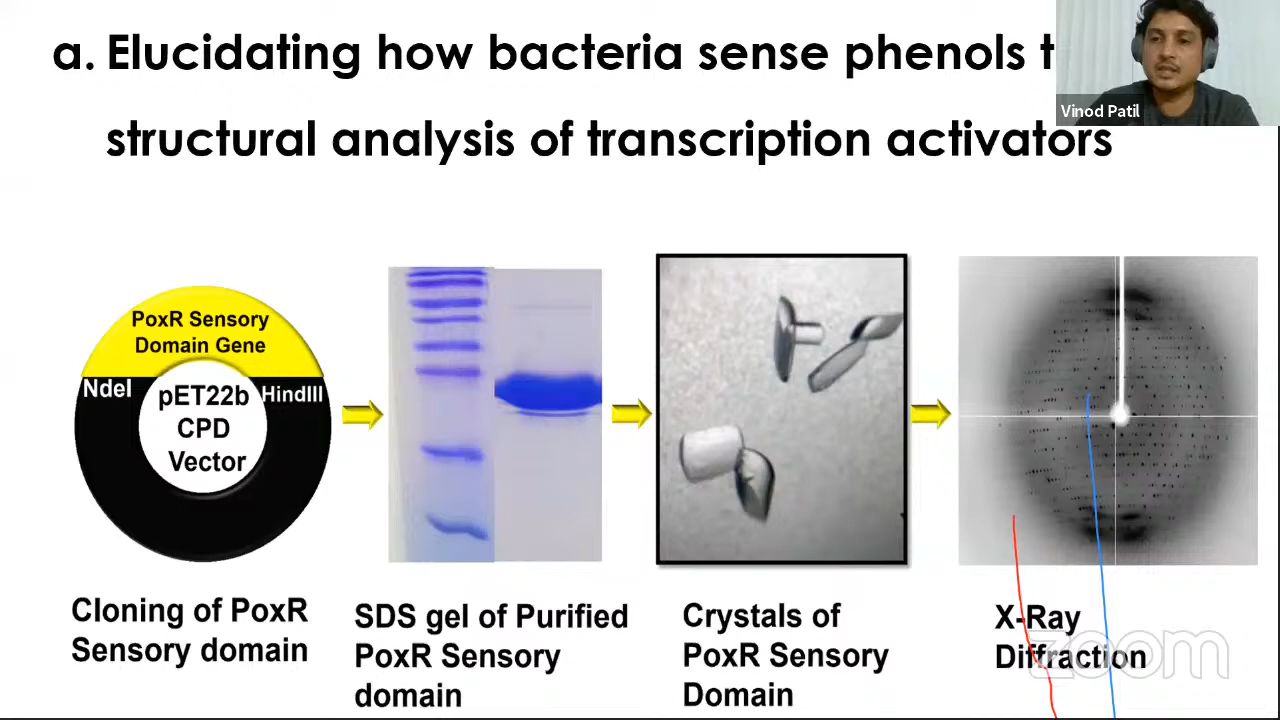 a. Elucidating how bacteria sense phenols t
Vinod Patil
structural analysis of transcription activators
PoxR Sensory
Domain Gene
NdeI
HindIII
pET22b
CPD
Vector
Cloning of PoxR
Sensory domain
SDS gel of Purified
PoxR Sensory
domain
Crystals of
PoxR Sensory
Domain
X-Ray
Diffraction
zoom